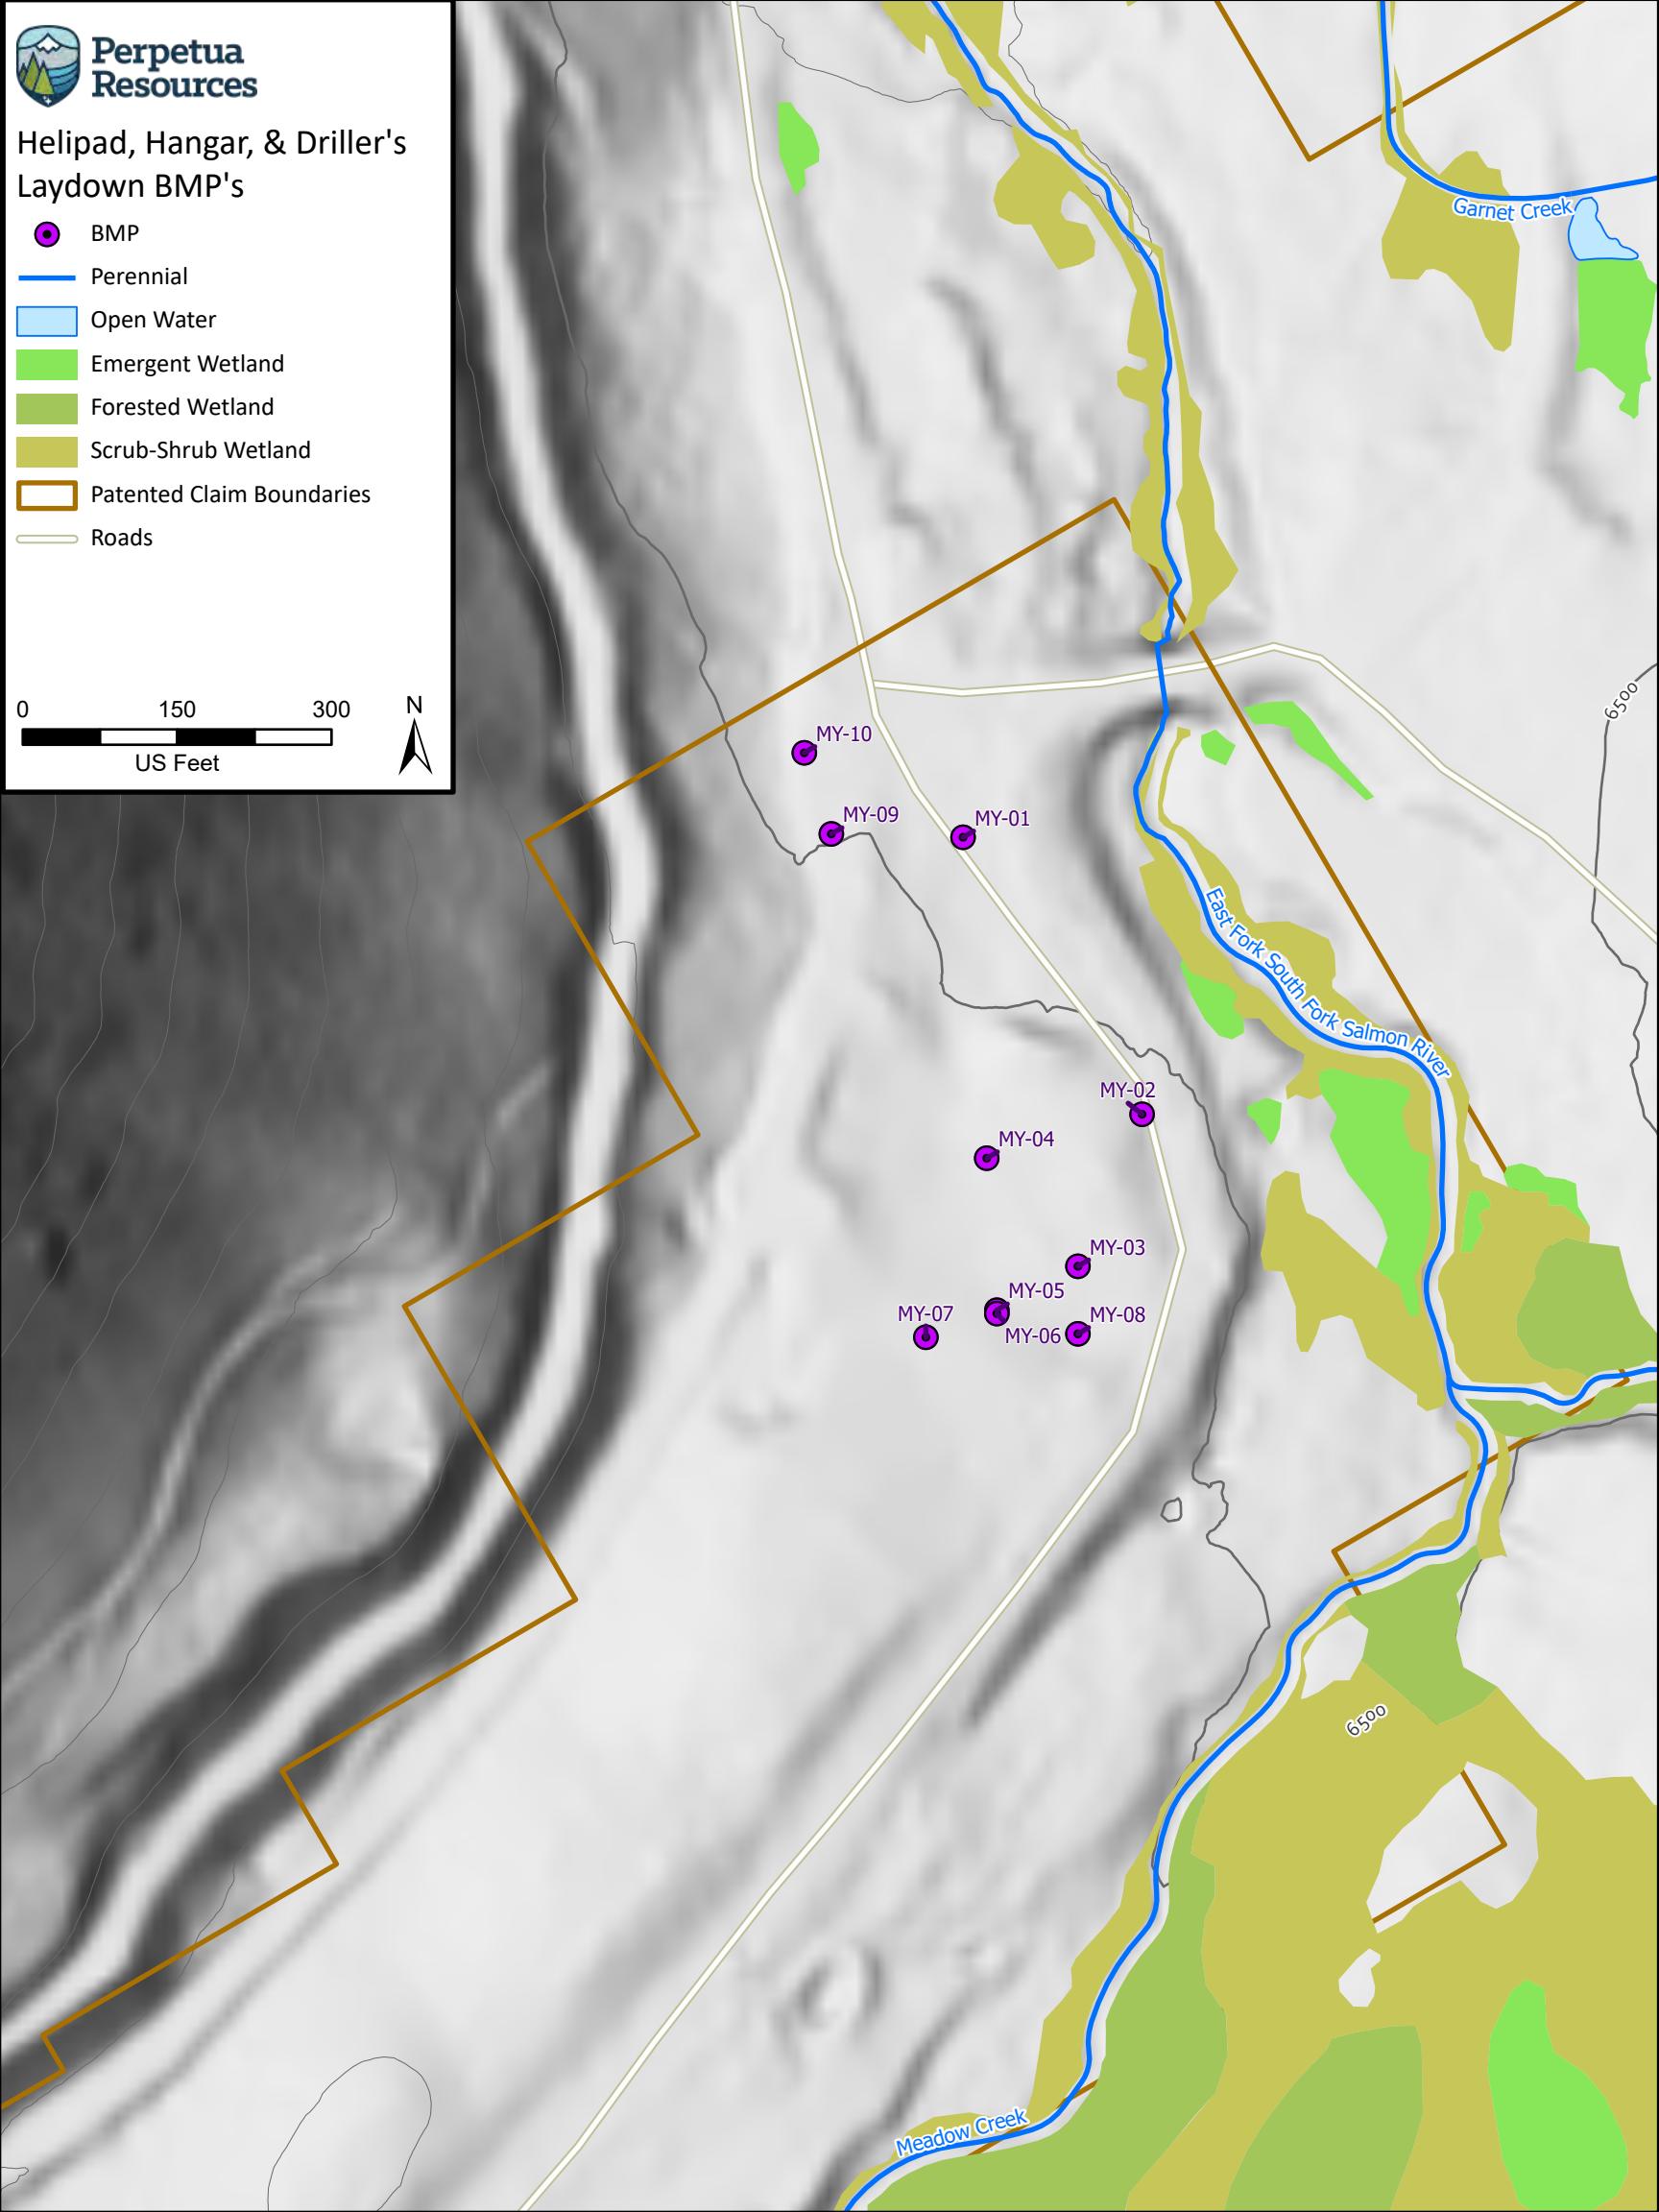 Perpetua
Resources
Helipad, Hangar, & Driller's
Laydown BMP's
BMP
Perennial
Open Water
Emergent Wetland
Forested Wetland
Scrub-Shrub Wetland
Patented Claim Boundaries
Roads
0 150 300
US Feet
N
Garnet Creek
6500
MY-10
MY-09
MY-01
East Fork South Fork Salmon River
MY-02
MY-04
MY-03
MY-05
MY-07
MY-06
MY-08
6500
Meadow Creek